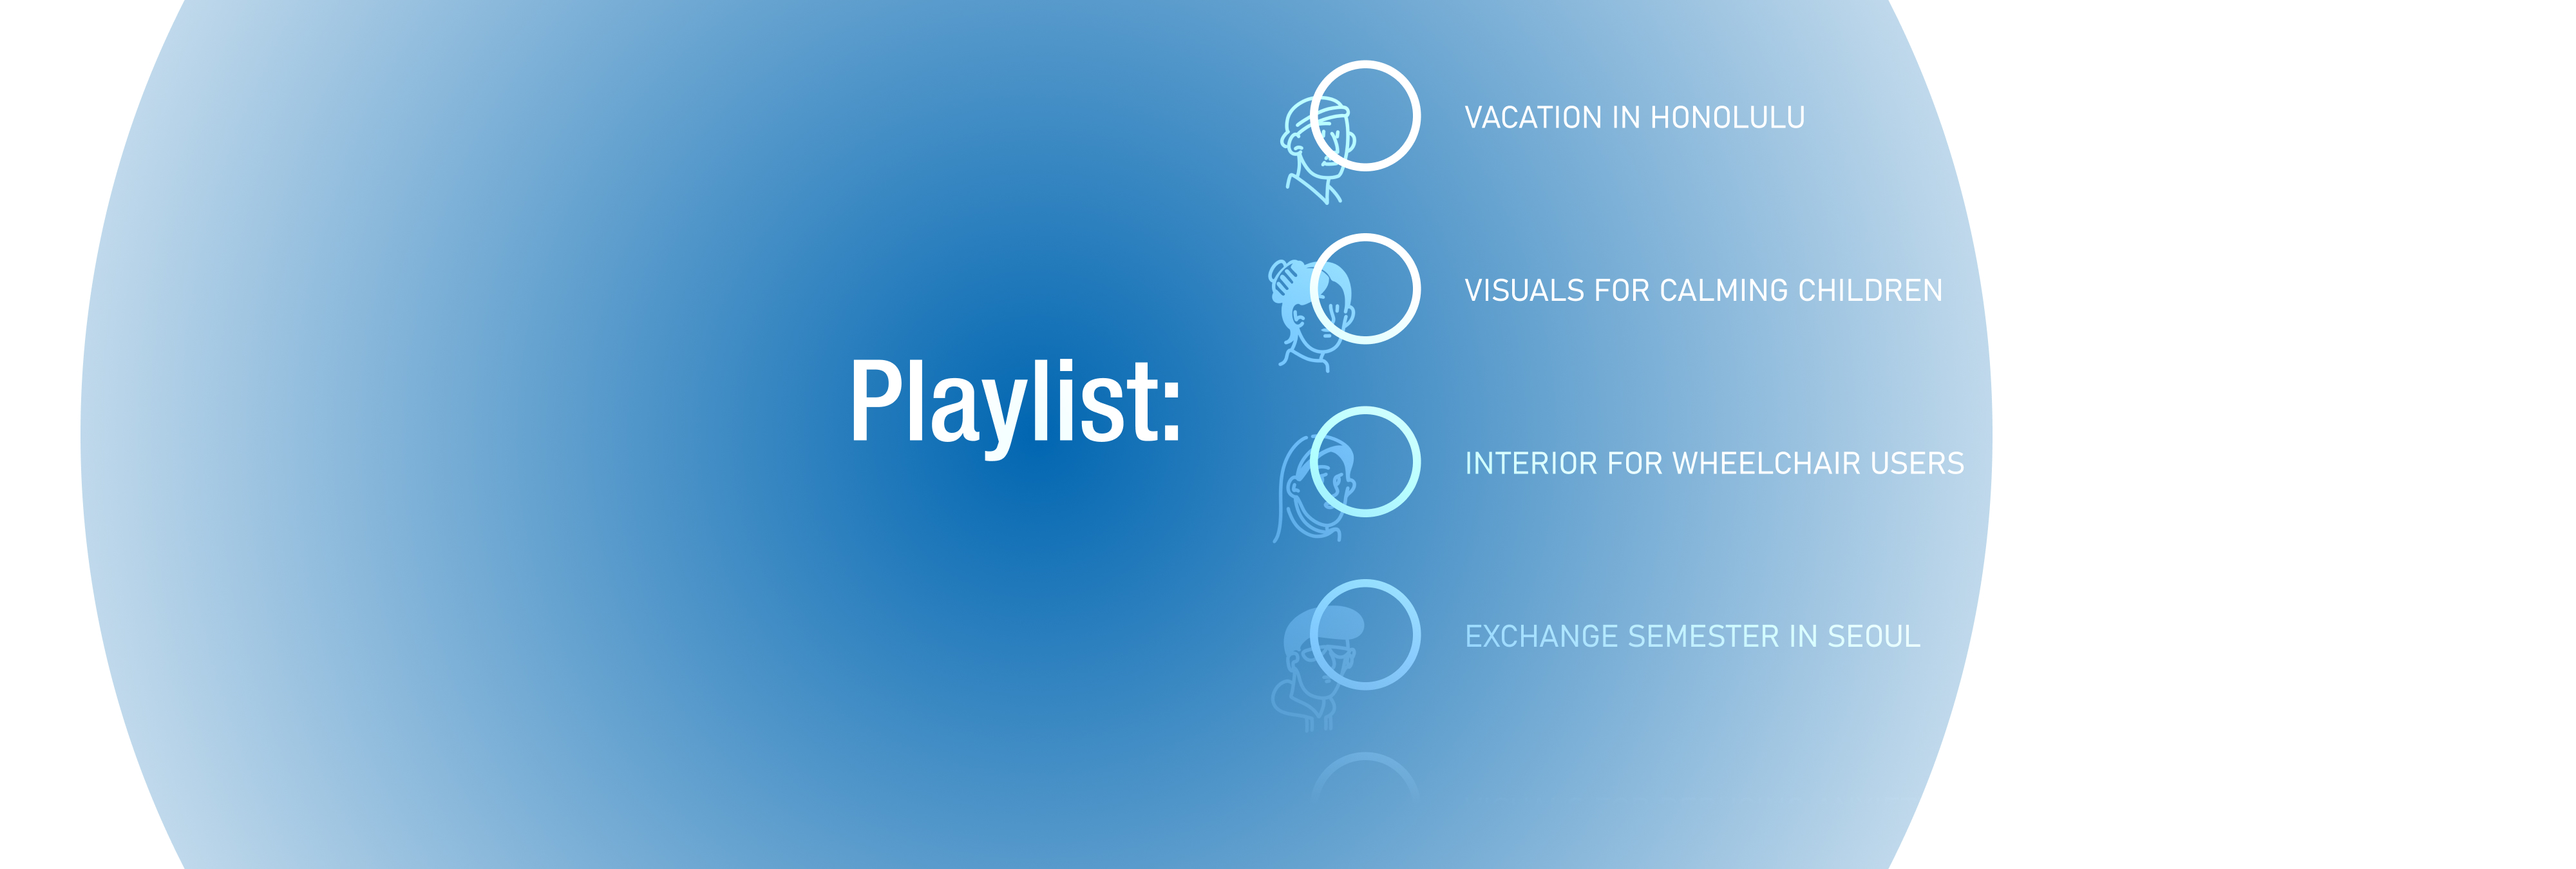 Playlist:
VACATION IN HONOLULU
VISUALS FOR CALMING CHILDREN
INTERIOR FOR WHEELCHAIR USERS
EXCHANGE SEMESTER IN SEOUL